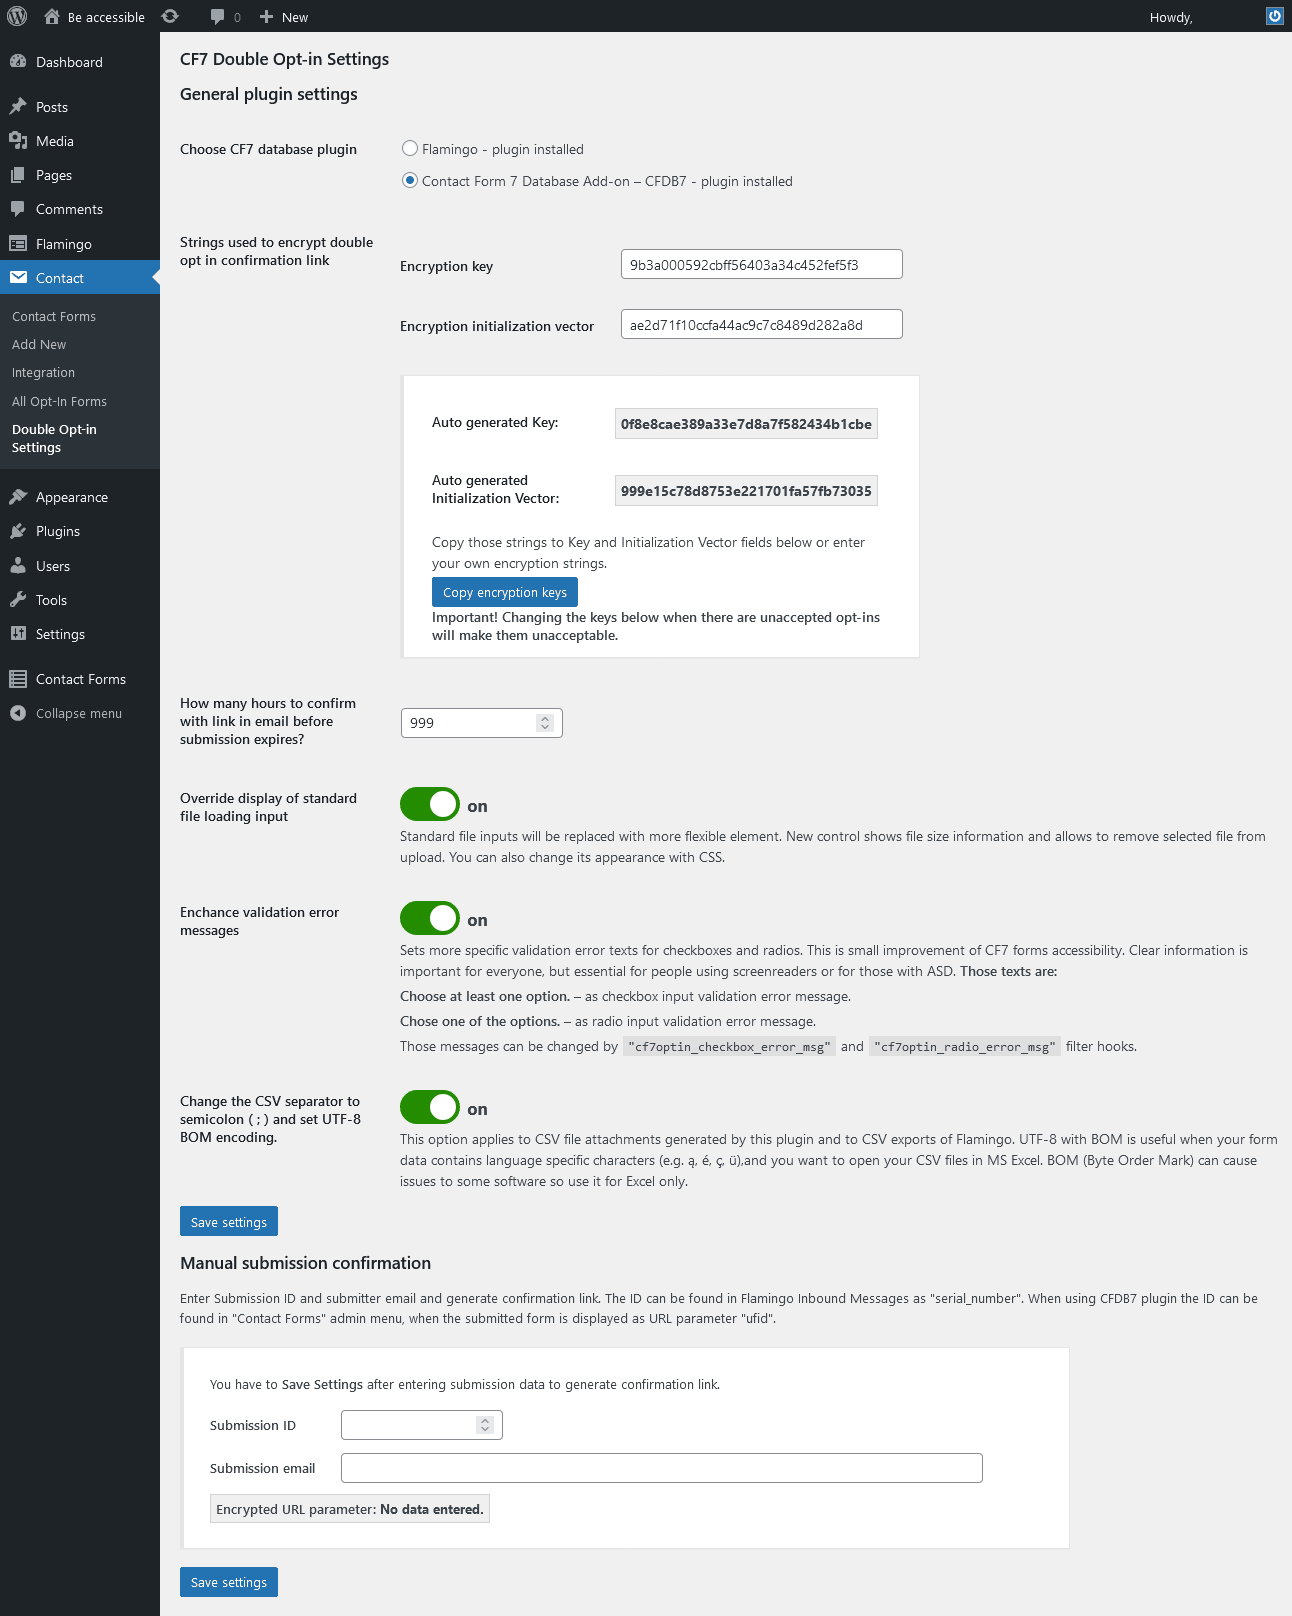 Be accessible
0
New
Howdy,
Dashboard
Posts
Media
Pages
Comments
Flamingo
Contact
Contact Forms
Add New
Integration
All Opt-In Forms
Double Opt-in
Settings
Appearance
Plugins
Users
Tools
Settings
Contact Forms
Collapse menu
CF7 Double Opt-in Settings
General plugin settings
Choose CF7 database plugin
Flamingo - plugin installed
Contact Form 7 Database Add-on – CFDB7 - plugin installed
Strings used to encrypt double
opt in confirmation link
Encryption key
9b3a000592cbff56403a34c452fef5f3
Encryption initialization vector
ae2d71f10ccfa44ac9c7c8489d282a8d
Auto generated Key:
0f8e8cae389a33e7d8a7f582434b1cbe
Auto generated
Initialization Vector:
999e15c78d8753e221701fa57fb73035
Copy those strings to Key and Initialization Vector fields below or enter
your own encryption strings.
Copy encryption keys
Important! Changing the keys below when there are unaccepted opt-ins
will make them unacceptable.
How many hours to confirm
with link in email before
submission expires?
999
Override display of standard
file loading input
on
Standard file inputs will be replaced with more flexible element. New control shows file size information and allows to remove selected file from
upload. You can also change its appearance with CSS.
Enchance validation error
messages
on
Sets more specific validation error texts for checkboxes and radios. This is small improvement of CF7 forms accessibility. Clear information is
important for everyone, but essential for people using screenreaders or for those with ASD. Those texts are:
Choose at least one option. – as checkbox input validation error message.
Chose one of the options. – as radio input validation error message.
Those messages can be changed by "cf7optin_checkbox_error_msg" and "cf7optin_radio_error_msg" filter hooks.
Change the CSV separator to
semicolon ( ; ) and set UTF-8
BOM encoding.
on
This option applies to CSV file attachments generated by this plugin and to CSV exports of Flamingo. UTF-8 with BOM is useful when your form
data contains language specific characters (e.g. ą, é, ç, ü),and you want to open your CSV files in MS Excel. BOM (Byte Order Mark) can cause
issues to some software so use it for Excel only.
Save settings
Manual submission confirmation
Enter Submission ID and submitter email and generate confirmation link. The ID can be found in Flamingo Inbound Messages as "serial_number". When using CFDB7 plugin the ID can be
found in "Contact Forms" admin menu, when the submitted form is displayed as URL parameter "ufid".
You have to Save Settings after entering submission data to generate confirmation link.
Submission ID
Submission email
Encrypted URL parameter: No data entered.
Save settings